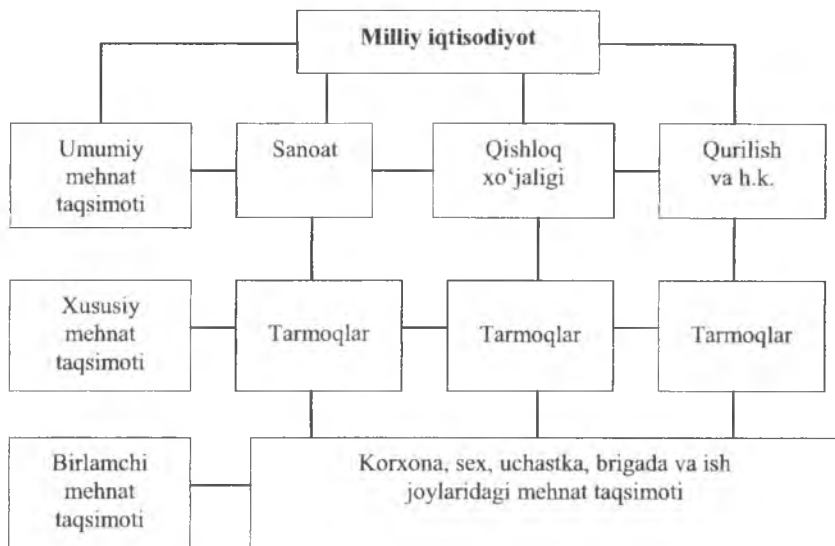 Milliy iqtisodiyot
Umumiy
mehnat
taqsimoti
Sanoat
Qishloq
xo‘jaligi
Qurilish
va h.k.
Xususiy
mehnat
taqsimoti
Tarmoqlar
Tarmoqlar
Tarmoqlar
Birlamchi
mehnat
taqsimoti
Korxona, sex, uchastka, brigada va ish
joylaridagi mehnat taqsimoti